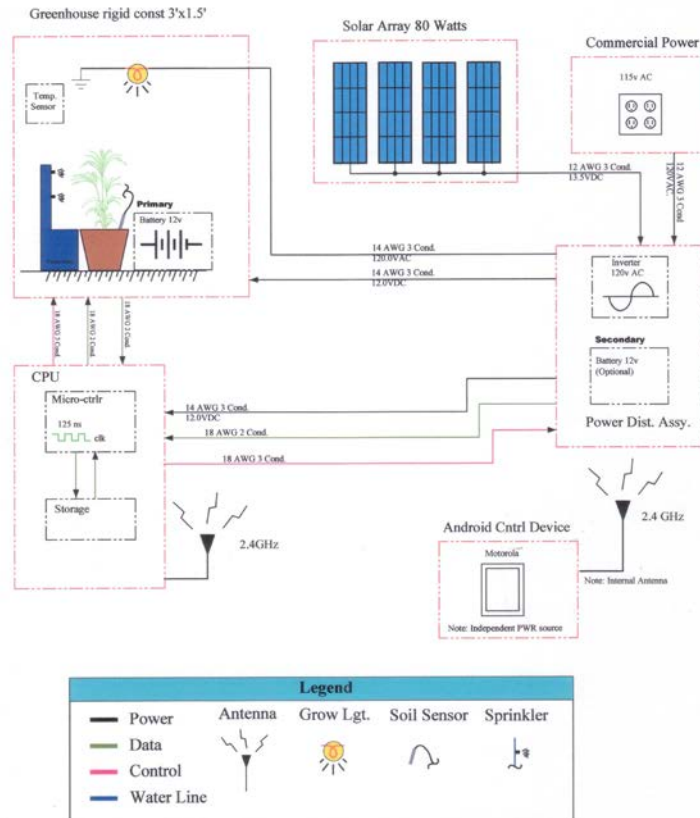 Greenhouse rigid const 3'x1.5'
Solar Array 80 Watts
Commercial Power
115v AC
Temp.
Sensor
Primary
Battery 12v
12 AWG 3 Cond.
13.5VDC
12 AWG 3 Cond.
120VAC.
14 AWG 3 Cond.
120.0VAC
14 AWG 3 Cond.
12.0VDC
Inverter
120v AC
Secondary
Battery 12v
(Optional)
Power Dist. Assy.
18 AWG 3 Cond.
18 AWG 2 Cond.
18 AWG 2 Cond.
CPU
Micro-ctrlr
125 ns
clk
Storage
14 AWG 3 Cond.
12.0VDC
18 AWG 2 Cond.
18 AWG 3 Cond.
2.4GHz
Android Cntrl Device
Motorola
Note: Independent PWR source
2.4 GHz
Note: Internal Antenna
Legend
Power
Data
Control
Water Line
Antenna
Grow Lgt.
Soil Sensor
Sprinkler